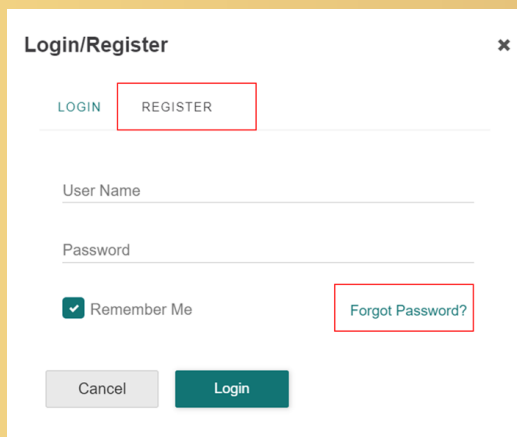 Login/Register
LOGIN REGISTER
User Name
Password
Remember Me Forgot Password?
Cancel Login